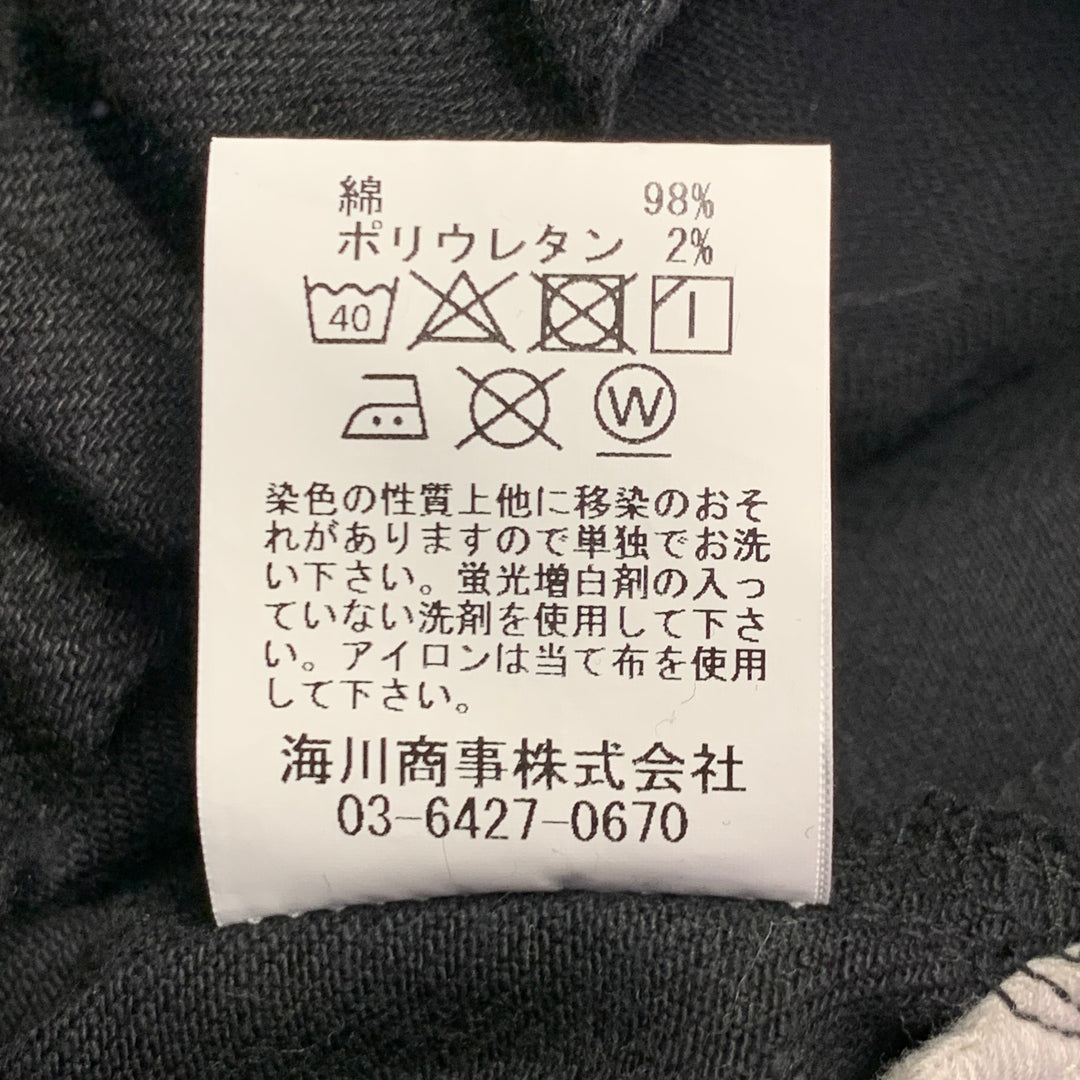 綿 98%
ポリウレタン 2%
40
W
染色の性質上他に移染のおそ
れがありますので単独でお洗
い下さい。蛍光増白剤の入っ
ていない洗剤を使用して下さ
い。アイロンは当て布を使用
して下さい。
海川商事株式会社
03-6427-0670